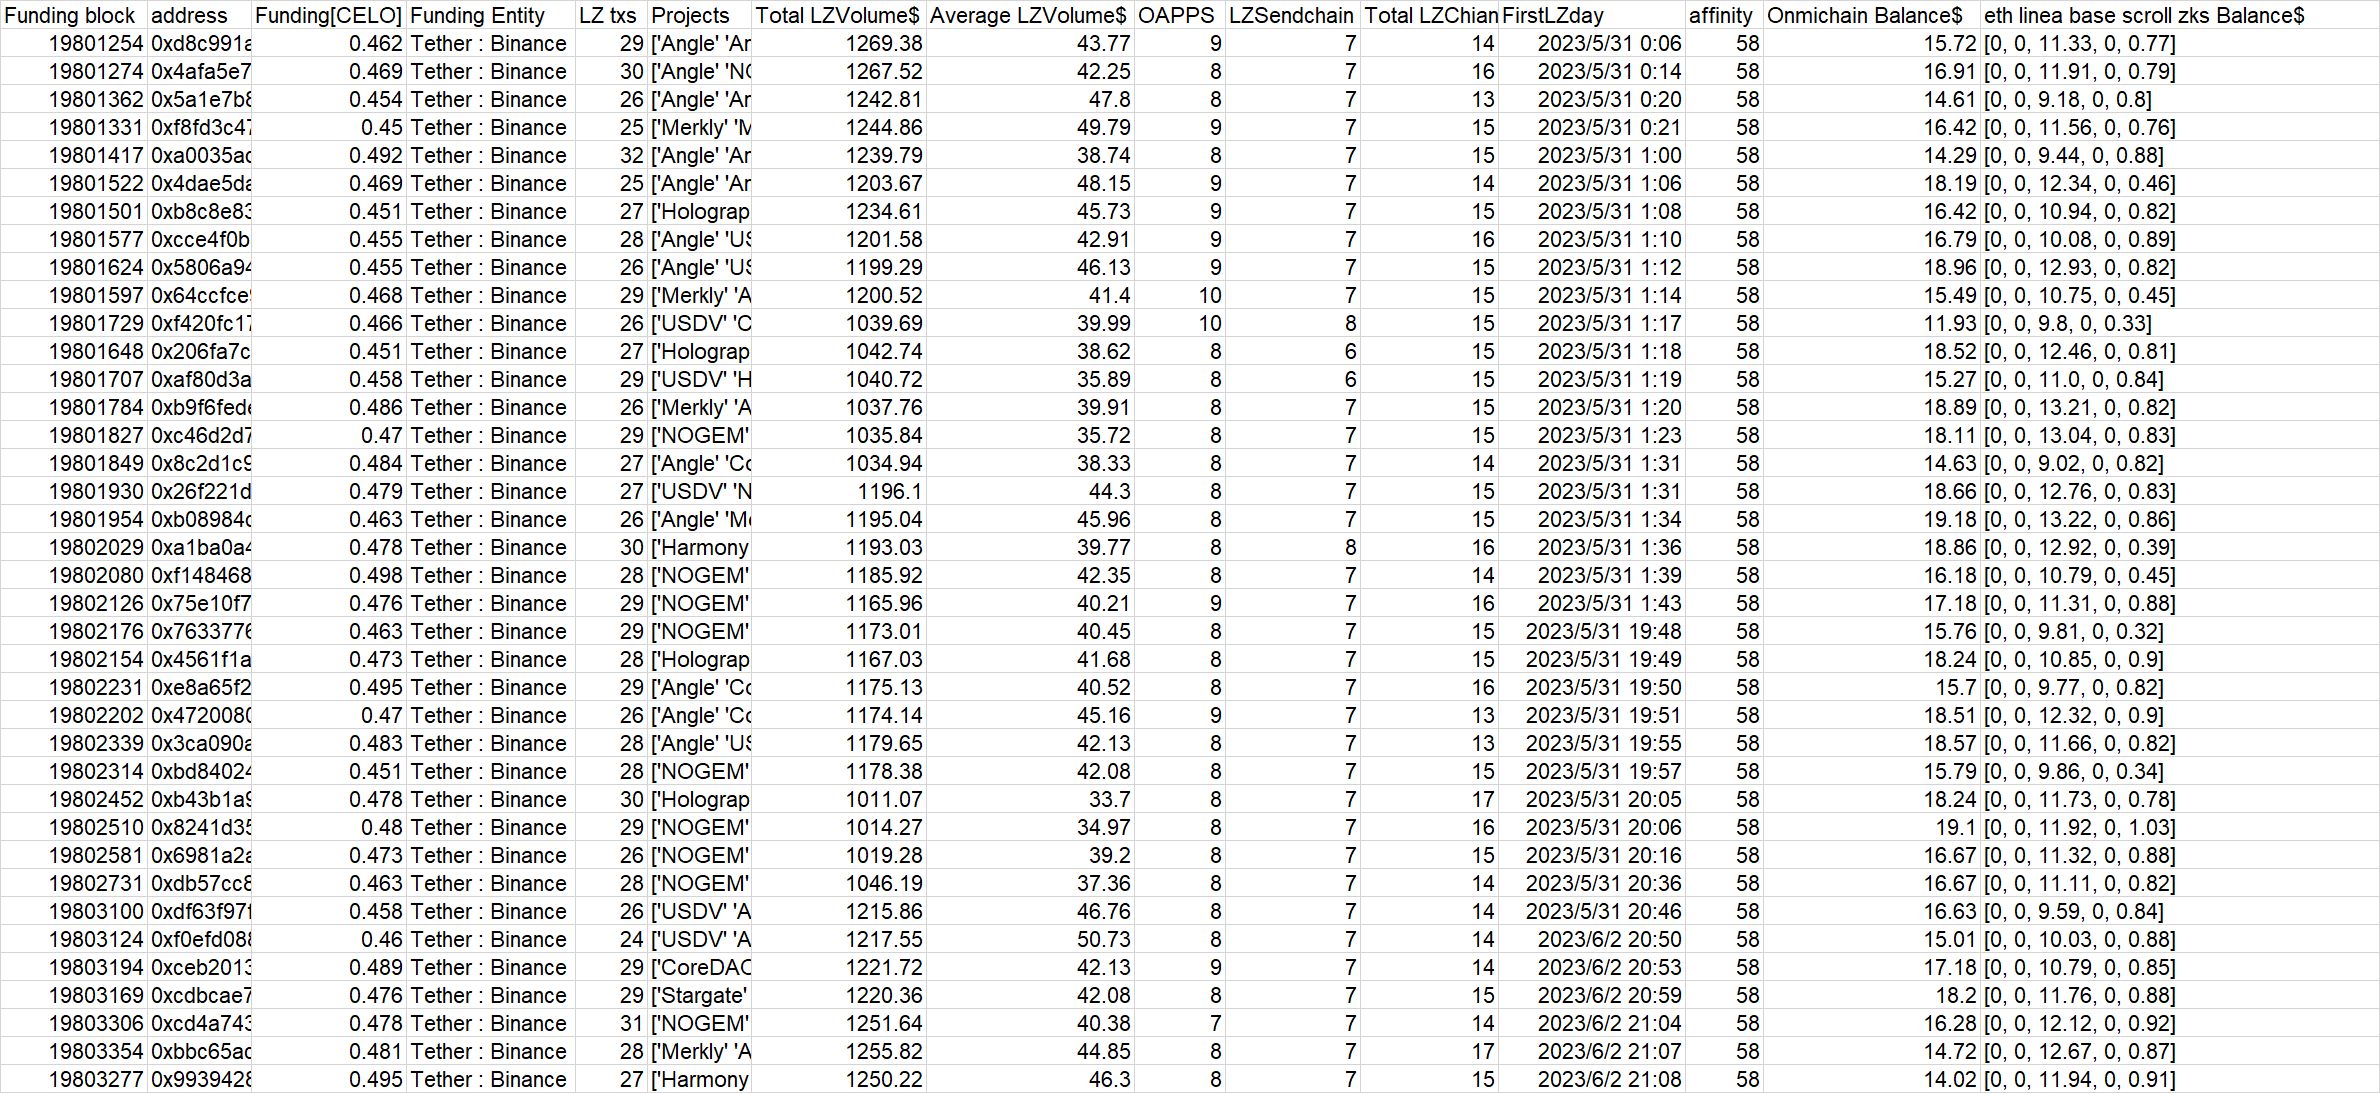 Funding block address Funding[CELO] Funding Entity LZ txs Projects Total LZVolume$ Average LZVolume$ OAPPS LZSendchain Total LZChian FirstLZday affinity Onmichain Balance$ eth linea base scroll zks Balance$
19801254 0xd8c991a 0.462 Tether : Binance 29 ['Angle' 'Ar 1269.38 43.77 9 7 14 2023/5/31 0:06 58 15.72 [0, 0, 11.33, 0, 0.77]
19801274 0x4afa5e7 0.469 Tether : Binance 30 ['Angle' 'NO 1267.52 42.25 8 7 16 2023/5/31 0:14 58 16.91 [0, 0, 11.91, 0, 0.79]
19801362 0x5a1e7b8 0.454 Tether : Binance 26 ['Angle' 'Ar 1242.81 47.8 8 7 13 2023/5/31 0:20 58 14.61 [0, 0, 9.18, 0, 0.8]
19801331 0xf8fd3c47 0.45 Tether : Binance 25 ['Merkly' 'M 1244.86 49.79 9 7 15 2023/5/31 0:21 58 16.42 [0, 0, 11.56, 0, 0.76]
19801417 0xa0035ac 0.492 Tether : Binance 32 ['Angle' 'Ar 1239.79 38.74 8 7 15 2023/5/31 1:00 58 14.29 [0, 0, 9.44, 0, 0.88]
19801522 0x4dae5da 0.469 Tether : Binance 25 ['Angle' 'Ar 1203.67 48.15 9 7 14 2023/5/31 1:06 58 18.19 [0, 0, 12.34, 0, 0.46]
19801501 0xb8c8e83 0.451 Tether : Binance 27 ['Holograp 1234.61 45.73 9 7 15 2023/5/31 1:08 58 16.42 [0, 0, 10.94, 0, 0.82]
19801577 0xcce4f0b 0.455 Tether : Binance 28 ['Angle' 'US 1201.58 42.91 9 7 16 2023/5/31 1:10 58 16.79 [0, 0, 10.08, 0, 0.89]
19801624 0x5806a94 0.455 Tether : Binance 26 ['Angle' 'US 1199.29 46.13 9 7 15 2023/5/31 1:12 58 18.96 [0, 0, 12.93, 0, 0.82]
19801597 0x64ccfce9 0.468 Tether : Binance 29 ['Merkly' 'A 1200.52 41.4 10 7 15 2023/5/31 1:14 58 15.49 [0, 0, 10.75, 0, 0.45]
19801729 0xf420fc17 0.466 Tether : Binance 26 ['USDV' 'C 1039.69 39.99 10 8 15 2023/5/31 1:17 58 11.93 [0, 0, 9.8, 0, 0.33]
19801648 0x206fa7c 0.451 Tether : Binance 27 ['Holograp 1042.74 38.62 8 6 15 2023/5/31 1:18 58 18.52 [0, 0, 12.46, 0, 0.81]
19801707 0xaf80d3a 0.458 Tether : Binance 29 ['USDV' 'H 1040.72 35.89 8 6 15 2023/5/31 1:19 58 15.27 [0, 0, 11.0, 0, 0.84]
19801784 0xb9f6fede 0.486 Tether : Binance 26 ['Merkly' 'A 1037.76 39.91 8 7 15 2023/5/31 1:20 58 18.89 [0, 0, 13.21, 0, 0.82]
19801827 0xc46d2d7 0.47 Tether : Binance 29 ['NOGEM' 1035.84 35.72 8 7 15 2023/5/31 1:23 58 18.11 [0, 0, 13.04, 0, 0.83]
19801849 0x8c2d1c9 0.484 Tether : Binance 27 ['Angle' 'Co 1034.94 38.33 8 7 14 2023/5/31 1:31 58 14.63 [0, 0, 9.02, 0, 0.82]
19801930 0x26f221d 0.479 Tether : Binance 27 ['USDV' 'N 1196.1 44.3 8 7 15 2023/5/31 1:31 58 18.66 [0, 0, 12.76, 0, 0.83]
19801954 0xb08984c 0.463 Tether : Binance 26 ['Angle' 'Me 1195.04 45.96 8 7 15 2023/5/31 1:34 58 19.18 [0, 0, 13.22, 0, 0.86]
19802029 0xa1ba0a4 0.478 Tether : Binance 30 ['Harmony 1193.03 39.77 8 8 16 2023/5/31 1:36 58 18.86 [0, 0, 12.92, 0, 0.39]
19802080 0xf148468 0.498 Tether : Binance 28 ['NOGEM' 1185.92 42.35 8 7 14 2023/5/31 1:39 58 16.18 [0, 0, 10.79, 0, 0.45]
19802126 0x75e10f7 0.476 Tether : Binance 29 ['NOGEM' 1165.96 40.21 9 7 16 2023/5/31 1:43 58 17.18 [0, 0, 11.31, 0, 0.88]
19802176 0x7633776 0.463 Tether : Binance 29 ['NOGEM' 1173.01 40.45 8 7 15 2023/5/31 19:48 58 15.76 [0, 0, 9.81, 0, 0.32]
19802154 0x4561f1a 0.473 Tether : Binance 28 ['Holograp 1167.03 41.68 8 7 15 2023/5/31 19:49 58 18.24 [0, 0, 10.85, 0, 0.9]
19802231 0xe8a65f2 0.495 Tether : Binance 29 ['Angle' 'Co 1175.13 40.52 8 7 16 2023/5/31 19:50 58 15.7 [0, 0, 9.77, 0, 0.82]
19802202 0x4720080 0.47 Tether : Binance 26 ['Angle' 'Co 1174.14 45.16 9 7 13 2023/5/31 19:51 58 18.51 [0, 0, 12.32, 0, 0.9]
19802339 0x3ca090a 0.483 Tether : Binance 28 ['Angle' 'US 1179.65 42.13 8 7 13 2023/5/31 19:55 58 18.57 [0, 0, 11.66, 0, 0.82]
19802314 0xbd84024 0.451 Tether : Binance 28 ['NOGEM' 1178.38 42.08 8 7 15 2023/5/31 19:57 58 15.79 [0, 0, 9.86, 0, 0.34]
19802452 0xb43b1a9 0.478 Tether : Binance 30 ['Holograp 1011.07 33.7 8 7 17 2023/5/31 20:05 58 18.24 [0, 0, 11.73, 0, 0.78]
19802510 0x8241d35 0.48 Tether : Binance 29 ['NOGEM' 1014.27 34.97 8 7 16 2023/5/31 20:06 58 19.1 [0, 0, 11.92, 0, 1.03]
19802581 0x6981a2a 0.473 Tether : Binance 26 ['NOGEM' 1019.28 39.2 8 7 15 2023/5/31 20:16 58 16.67 [0, 0, 11.32, 0, 0.88]
19802731 0xdb57cc8 0.463 Tether : Binance 28 ['NOGEM' 1046.19 37.36 8 7 14 2023/5/31 20:36 58 16.67 [0, 0, 11.11, 0, 0.82]
19803100 0xdf63f97f 0.458 Tether : Binance 26 ['USDV' 'A 1215.86 46.76 8 7 14 2023/5/31 20:46 58 16.63 [0, 0, 9.59, 0, 0.84]
19803124 0xf0efd088 0.46 Tether : Binance 24 ['USDV' 'A 1217.55 50.73 8 7 14 2023/6/2 20:50 58 15.01 [0, 0, 10.03, 0, 0.88]
19803194 0xceb2013 0.489 Tether : Binance 29 ['CoreDAO 1221.72 42.13 9 7 14 2023/6/2 20:53 58 17.18 [0, 0, 10.79, 0, 0.85]
19803169 0xcdbcae7 0.476 Tether : Binance 29 ['Stargate' 1220.36 42.08 8 7 15 2023/6/2 20:59 58 18.2 [0, 0, 11.76, 0, 0.88]
19803306 0xcd4a743 0.478 Tether : Binance 31 ['NOGEM' 1251.64 40.38 7 7 14 2023/6/2 21:04 58 16.28 [0, 0, 12.12, 0, 0.92]
19803354 0xbbc65ac 0.481 Tether : Binance 28 ['Merkly' 'A 1255.82 44.85 8 7 17 2023/6/2 21:07 58 14.72 [0, 0, 12.67, 0, 0.87]
19803277 0x9939428 0.495 Tether : Binance 27 ['Harmony 1250.22 46.3 8 7 15 2023/6/2 21:08 58 14.02 [0, 0, 11.94, 0, 0.91]